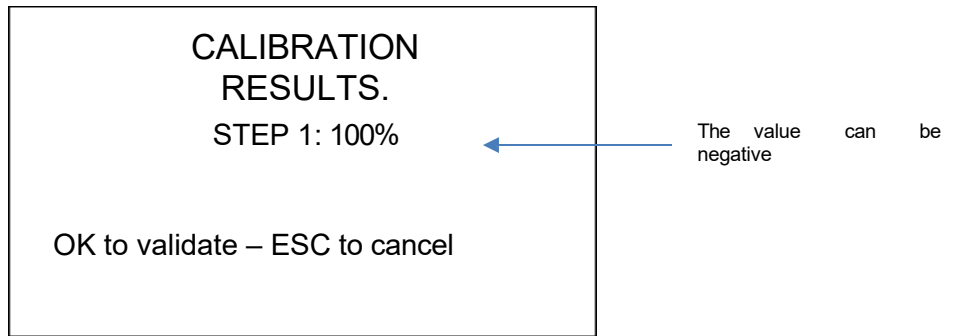 CALIBRATION
RESULTS.
STEP 1: 100%
The value can be
negative
OK to validate – ESC to cancel